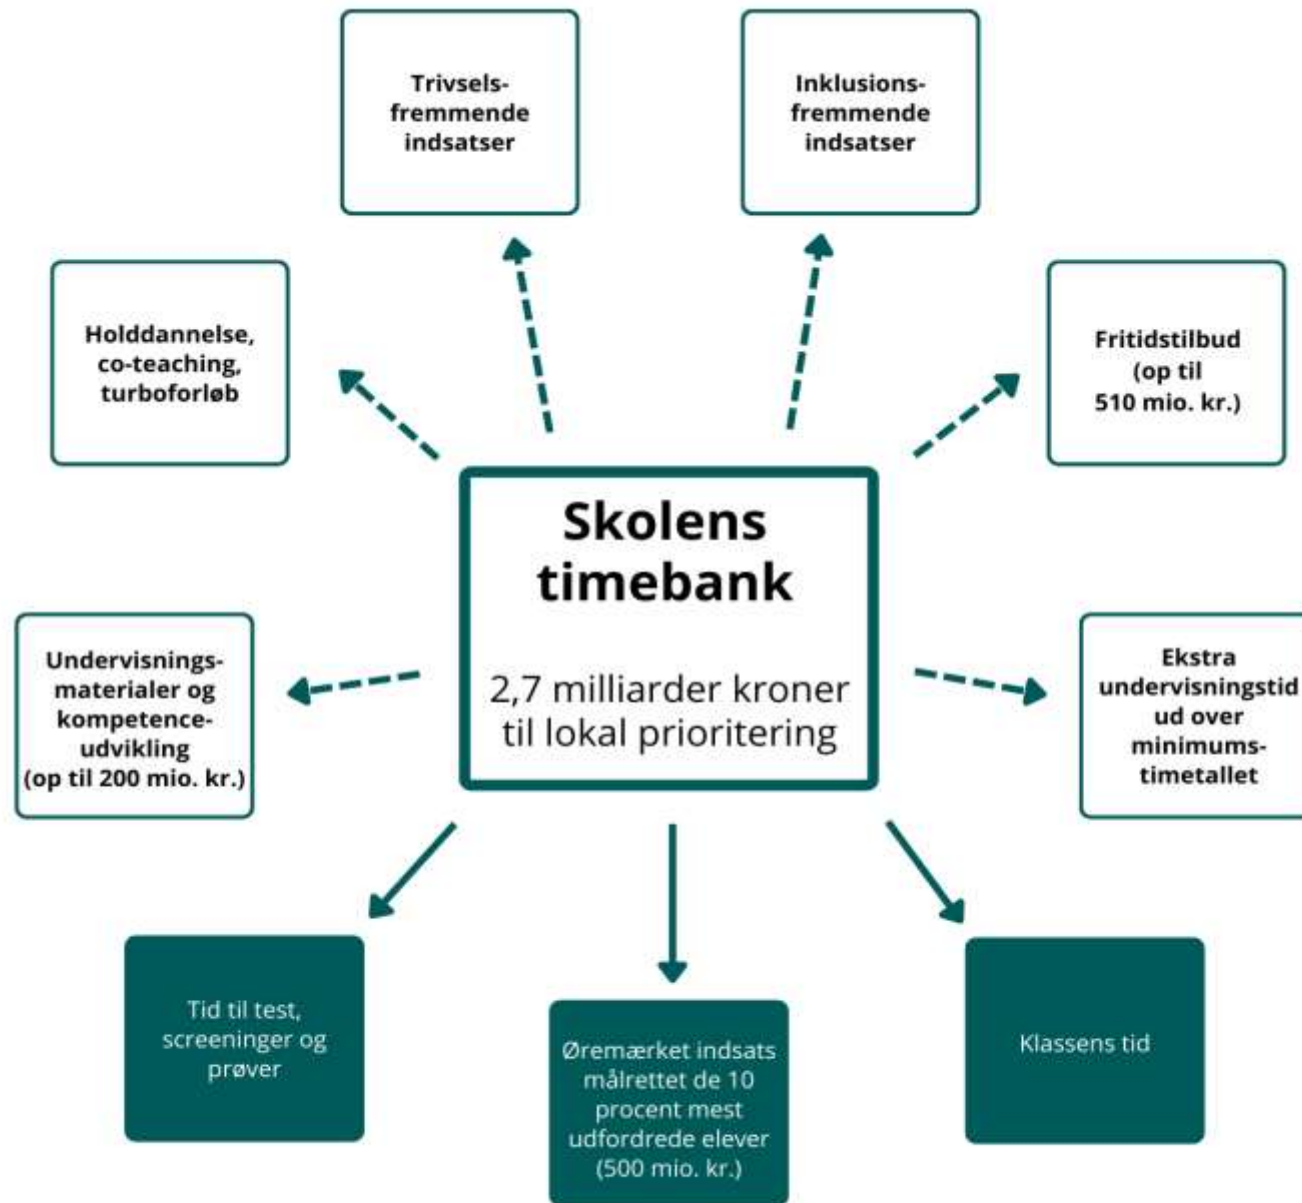 Trivsels-
fremmende
indsatser
Inklusions-
fremmende
indsatser
Holddannelse,
co-teaching,
turboforløb
Fritidstilbud
(op til
510 mio. kr.)
Skolens
timebank
2,7 milliarder kroner
til lokal prioritering
Undervisnings-
materialer og
kompetence-
udvikling
(op til 200 mio. kr.)
Ekstra
undervisningstid
ud over
minimums-
timetallet
Tid til test,
screeninger og
prøver
Øremærket indsats
målrettet de 10
procent mest
udfordrede elever
(500 mio. kr.)
Klassens tid